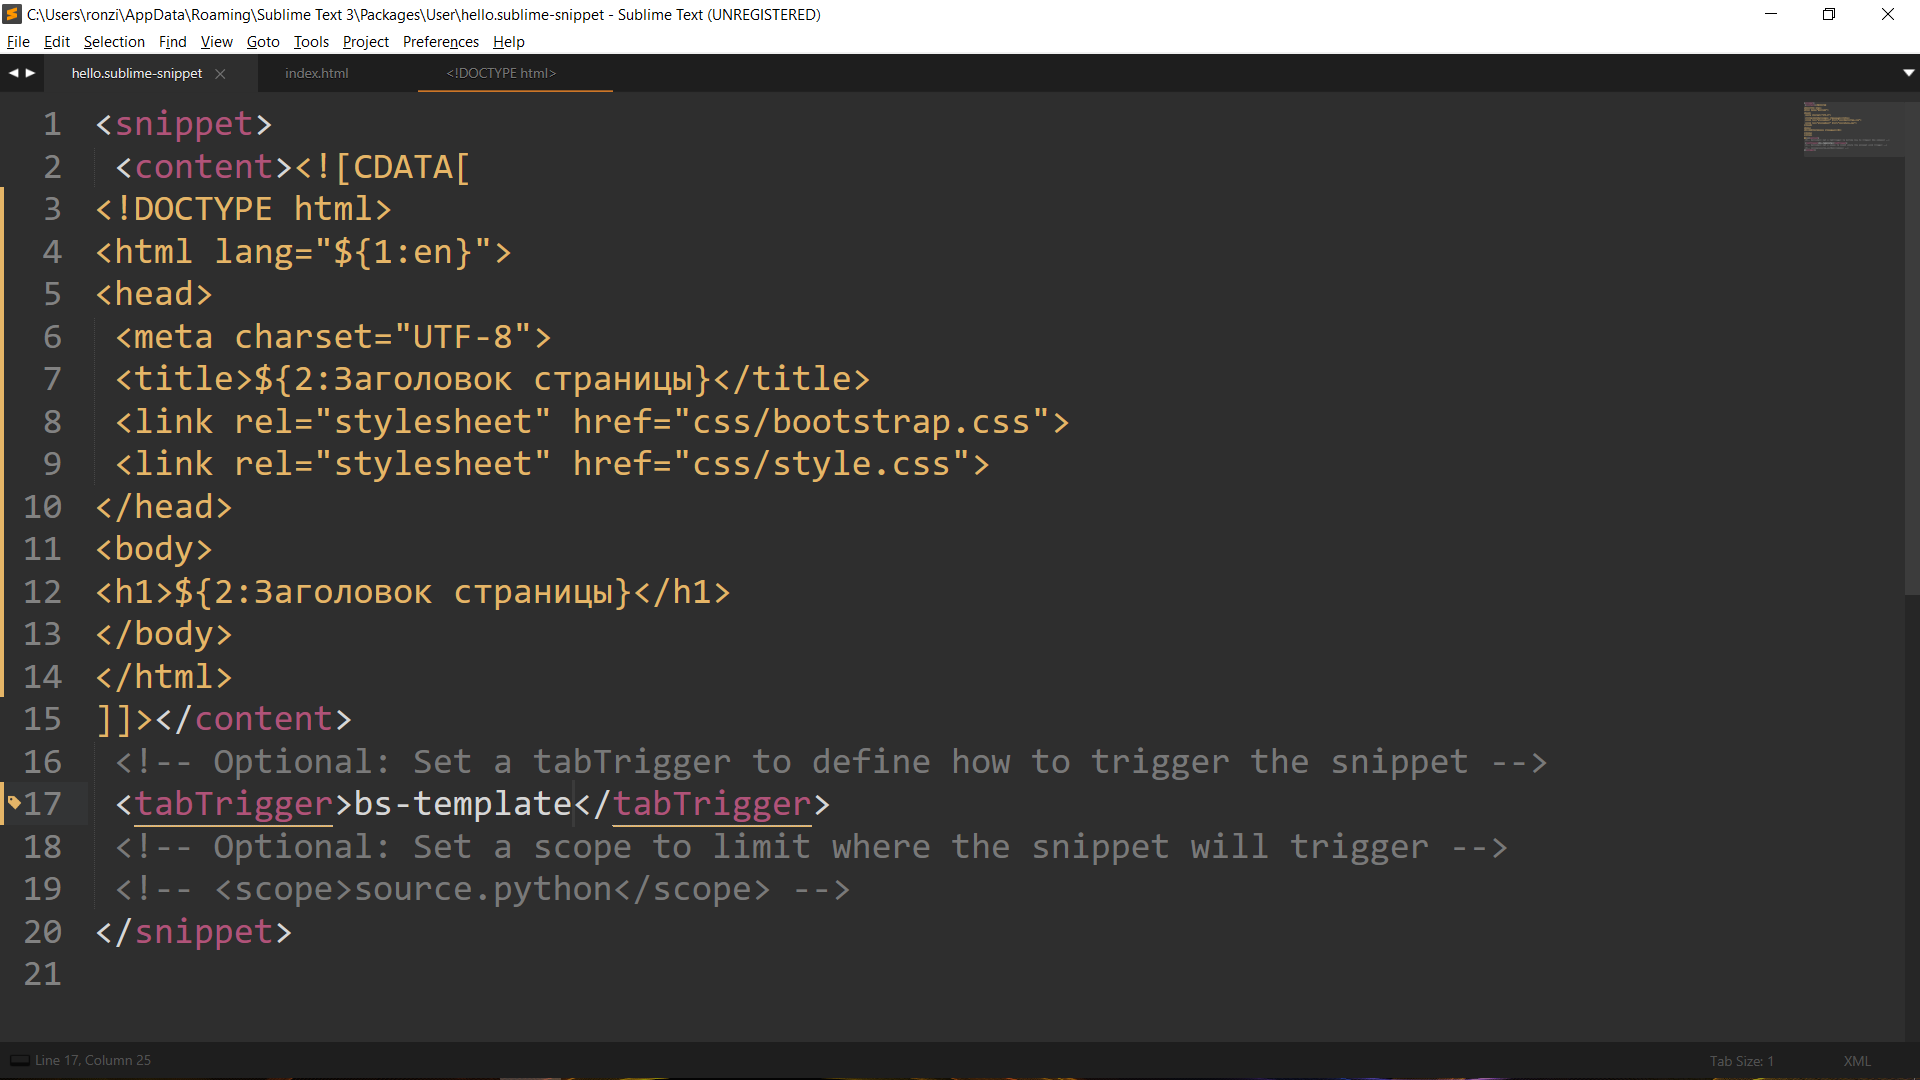 C:\Users\ronzi\AppData\Roaming\Sublime Text 3\Packages\User\hello.sublime-snippet - Sublime Text (UNREGISTERED)
File Edit Selection Find View Goto Tools Project Preferences Help
hello.sublime-snippet index.html <!DOCTYPE html>
1 <snippet>
2 <content><![CDATA[
3 <!DOCTYPE html>
4 <html lang="${1:en}">
5 <head>
6 <meta charset="UTF-8">
7 <title>${2:Заголовок страницы}</title>
8 <link rel="stylesheet" href="css/bootstrap.css">
9 <link rel="stylesheet" href="css/style.css">
10 </head>
11 <body>
12 <h1>${2:Заголовок страницы}</h1>
13 </body>
14 </html>
15 ]]></content>
16 <!-- Optional: Set a tabTrigger to define how to trigger the snippet -->
17 <tabTrigger>bs-template</tabTrigger>
18 <!-- Optional: Set a scope to limit where the snippet will trigger -->
19 <!-- <scope>source.python</scope> -->
20 </snippet>
21
Line 17, Column 25 Tab Size: 1 XML